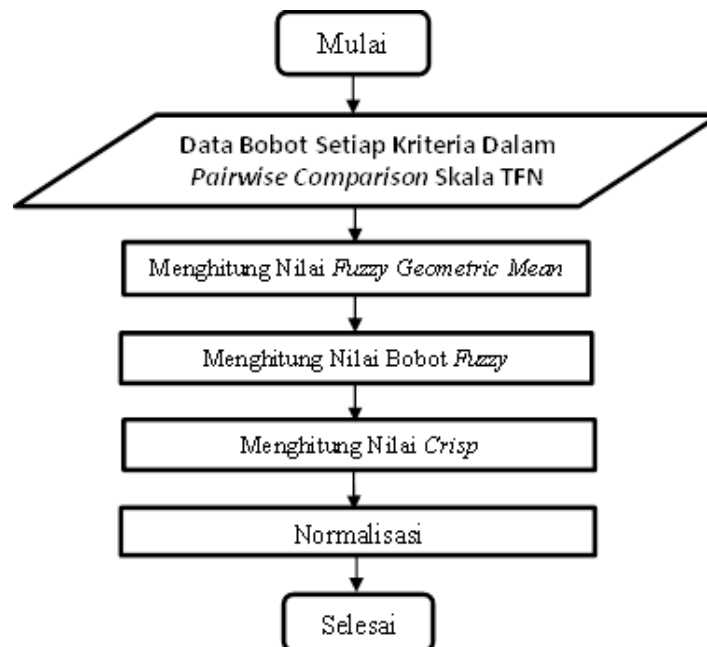 Mulai
Data Bobot Setiap Kriteria Dalam
Pairwise Comparison Skala TFN
Menghitung Nilai Fuzzy Geometric Mean
Menghitung Nilai Bobot Fuzzy
Menghitung Nilai Crisp
Normalisasi
Selesai